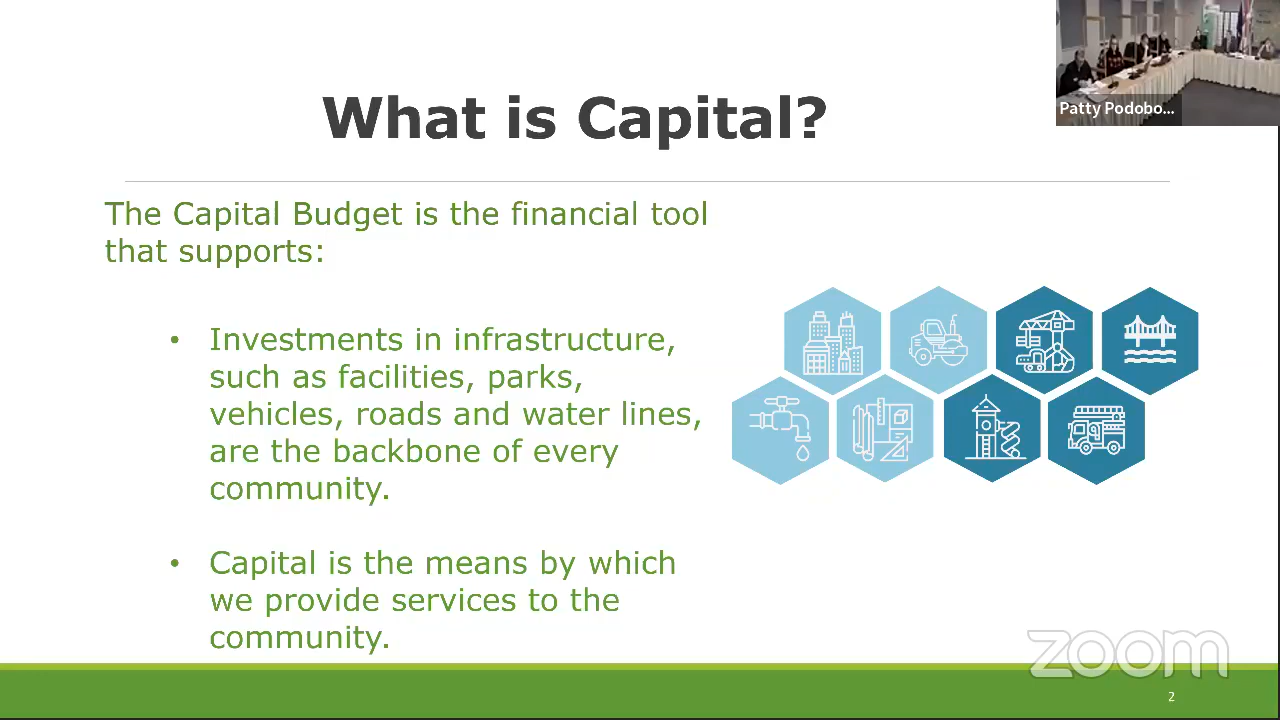 What is Capital?
Patty Podobo...
The Capital Budget is the financial tool
that supports:
• Investments in infrastructure,
such as facilities, parks,
vehicles, roads and water lines,
are the backbone of every
community.
• Capital is the means by which
we provide services to the
community.
zoom
2